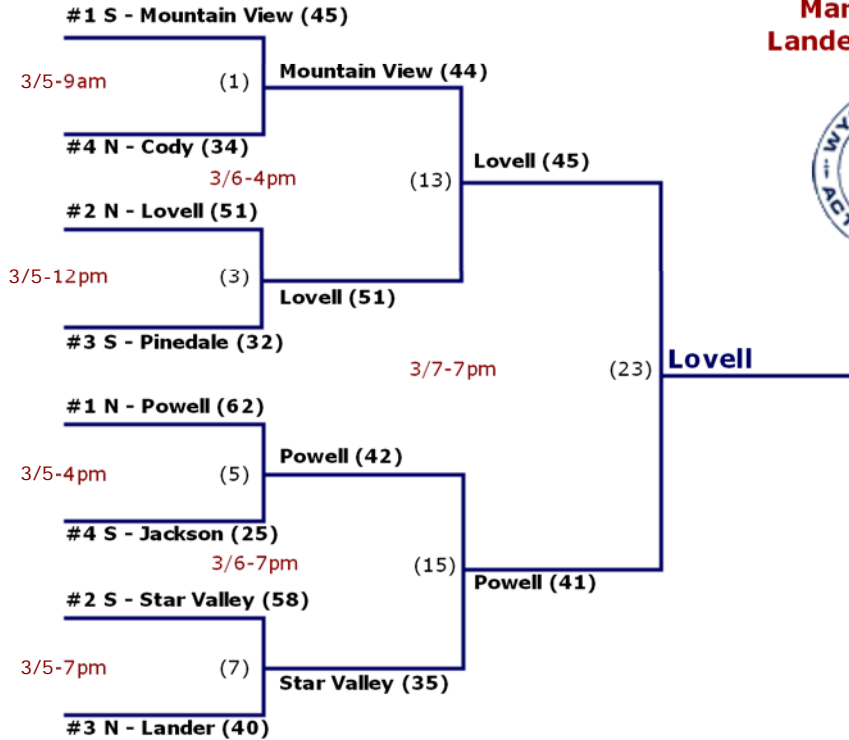 #1 S - Mountain View (45)
3/5-9am
(1)
Mountain View (44)
#4 N - Cody (34)
3/6-4pm
(13)
Lovell (45)
#2 N - Lovell (51)
3/5-12pm
(3)
Lovell (51)
#3 S - Pinedale (32)
3/7-7pm
(23)
Lovell
#1 N - Powell (62)
3/5-4pm
(5)
Powell (42)
#4 S - Jackson (25)
3/6-7pm
(15)
Powell (41)
#2 S - Star Valley (58)
3/5-7pm
(7)
Star Valley (35)
#3 N - Lander (40)